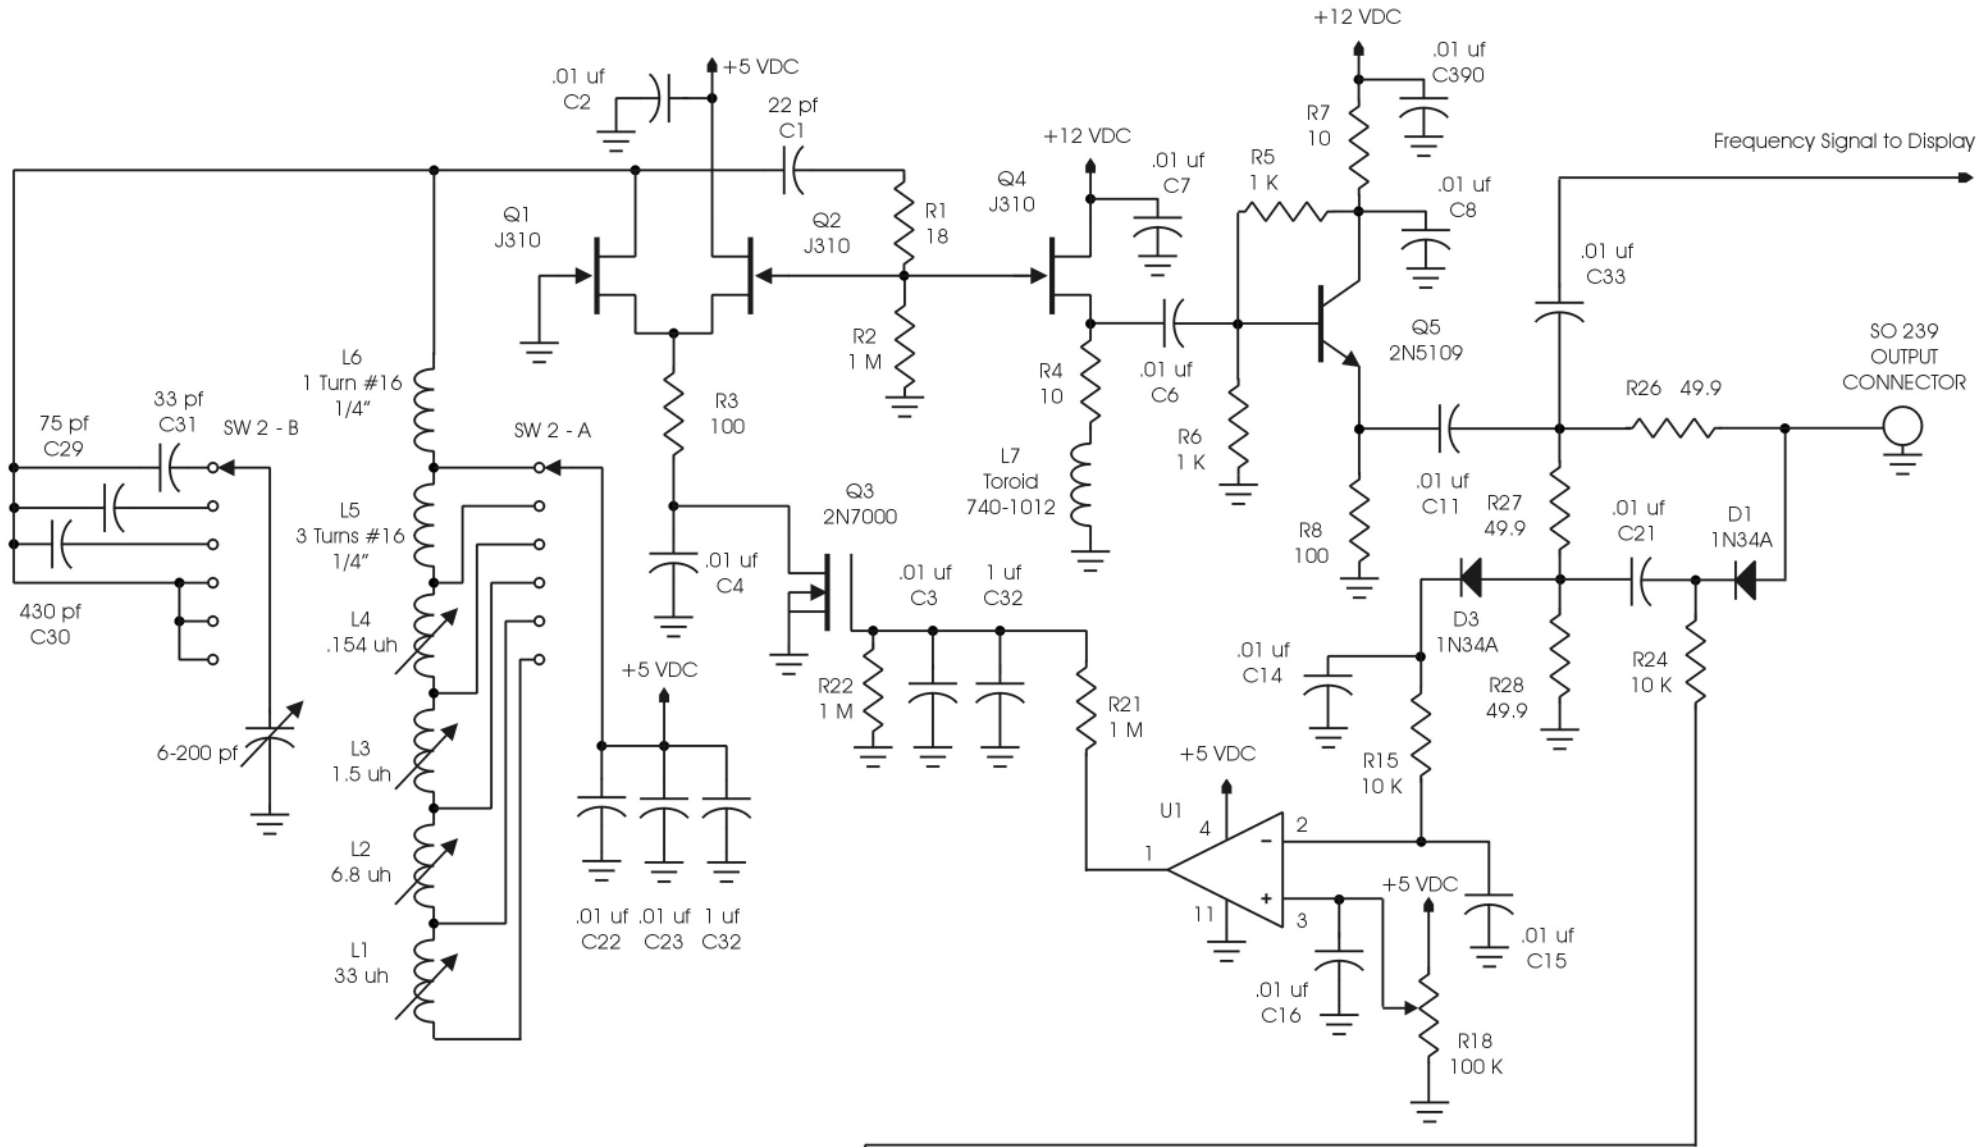 +12 VDC
.01 uf
C390
+5 VDC
.01 uf
C2
22 pf
C1
R7
10
+12 VDC
Frequency Signal to Display
.01 uf
C7
R5
1 K
Q4
J310
.01 uf
C8
Q1
J310
Q2
J310
R1
18
.01 uf
C33
R2
1 M
Q5
2N5109
SO 239
OUTPUT
CONNECTOR
L6
1 Turn #16
1/4"
R4
10
.01 uf
C6
R26 49.9
33 pf
C31
75 pf
C29
SW 2 - B
SW 2 - A
R3
100
R6
1 K
L7
Toroid
740-1012
.01 uf
C11
R27
49.9
.01 uf
C21
D1
1N34A
L5
3 Turns #16
1/4"
Q3
2N7000
R8
100
.01 uf
C4
.01 uf
C3
1 uf
C32
430 pf
C30
L4
.154 uh
D3
1N34A
+5 VDC
.01 uf
C14
R24
10 K
R22
1 M
R28
49.9
R21
1 M
6-200 pf
L3
1.5 uh
+5 VDC
R15
10 K
U1
4
2
-
1
L2
6.8 uh
+5 VDC
+
11
3
.01 uf
C22
.01 uf
C23
1 uf
C32
.01 uf
C15
L1
33 uh
.01 uf
C16
R18
100 K